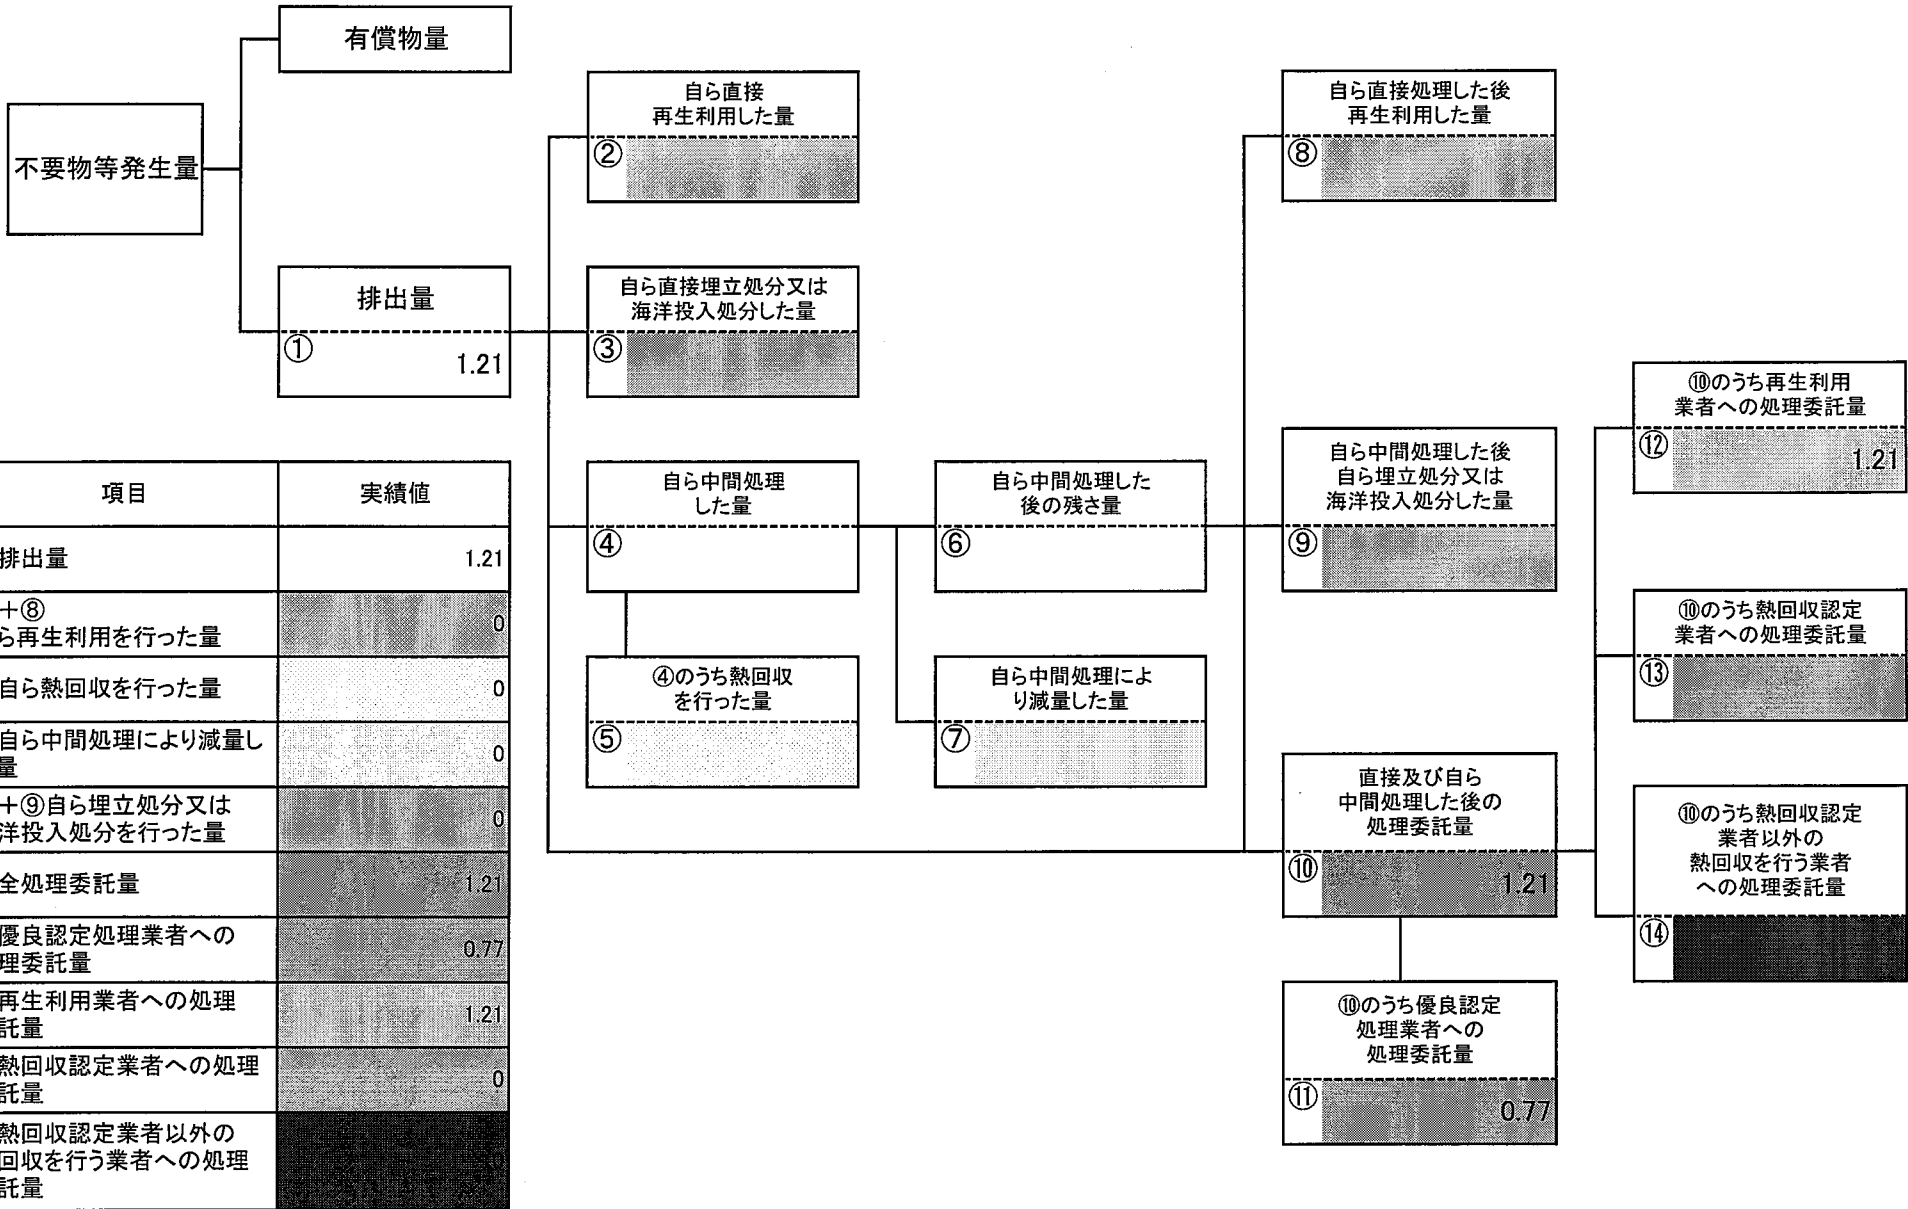 有償物量
不要物等発生量
排出量
①
1.21
自ら直接
再生利用した量
②
自ら直接埋立処分又は
海洋投入処分した量
③
自ら中間処理
した量
④
④のうち熱回収
を行った量
⑤
自ら中間処理した
後の残さ量
⑥
自ら中間処理によ
り減量した量
⑦
自ら直接処理した後
再生利用した量
⑧
自ら中間処理した後
自ら埋立処分又は
海洋投入処分した量
⑨
直接及び自ら
中間処理した後の
処理委託量
⑩
1.21
⑩のうち優良認定
処理業者への
処理委託量
⑪
0.77
⑩のうち再生利用
業者への処理委託量
⑫
1.21
⑩のうち熱回収認定
業者への処理委託量
⑬
⑩のうち熱回収認定
業者以外の
熱回収を行う業者
への処理委託量
⑭
項目 実績値
排出量 1.21
+⑧
ら再生利用を行った量 0
自ら熱回収を行った量 0
自ら中間処理により減量し
量 0
+⑨自ら埋立処分又は
洋投入処分を行った量 0
全処理委託量 1.21
優良認定処理業者への
理委託量 0.77
再生利用業者への処理
託量 1.21
熱回収認定業者への処理
託量 0
熱回収認定業者以外の
回収を行う業者への処理
託量 0